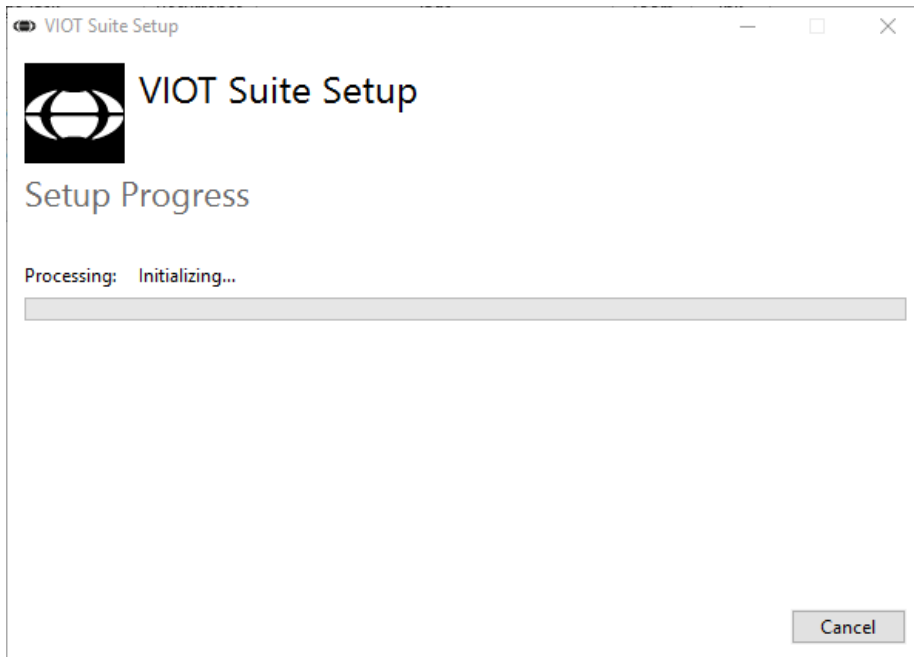 VIOT Suite Setup
VIOT Suite Setup
Setup Progress
Processing: Initializing...
Cancel